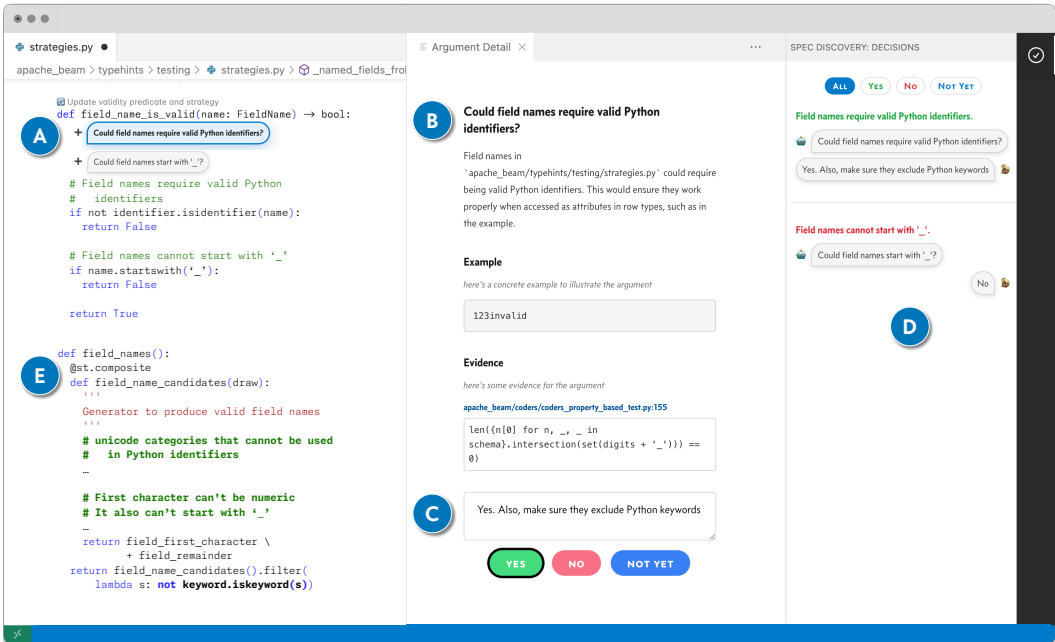 strategies.py
apache_beam > typehints > testing > strategies.py > _named_fields_fro
Update validity predicate and strategy
def field_name_is_valid(name: FieldName) → bool:
A
+ Could field names require valid Python identifiers?
+ Could field names start with '_'?
# Field names require valid Python
#   identifiers
if not identifier.isidentifier(name):
return False
# Field names cannot start with ‘_’
if name.startswith(‘_’):
return False
return True
def field_names():
E
@st.composite
def field_name_candidates(draw):
'''
Generator to produce valid field names
'''
# unicode categories that cannot be used
#   in Python identifiers
…
# First character can’t be numeric
# It also can’t start with ‘_’
…
return field_first_character \
+ field_remainder
return field_name_candidates().filter(
lambda s: not keyword.iskeyword(s))
Argument Detail ×
···
B
Could field names require valid Python
identifiers?
Field names in
`apache_beam/typehints/testing/strategies.py` could require
being valid Python identifiers. This would ensure they work
properly when accessed as attributes in row types, such as in
the example.
Example
here's a concrete example to illustrate the argument
123invalid
Evidence
here's some evidence for the argument
apache_beam/coders/coders_property_based_test.py:155
len({n[0] for n, _, _ in
schema}.intersection(set(digits + '_'))) ==
0)
C
Yes. Also, make sure they exclude Python keywords
YES NO NOT YET
SPEC DISCOVERY: DECISIONS
ALL YES NO NOT YET
Field names require valid Python identifiers.
Could field names require valid Python identifiers?
Yes. Also, make sure they exclude Python keywords
Field names cannot start with '_'.
Could field names start with '_'?
No
D